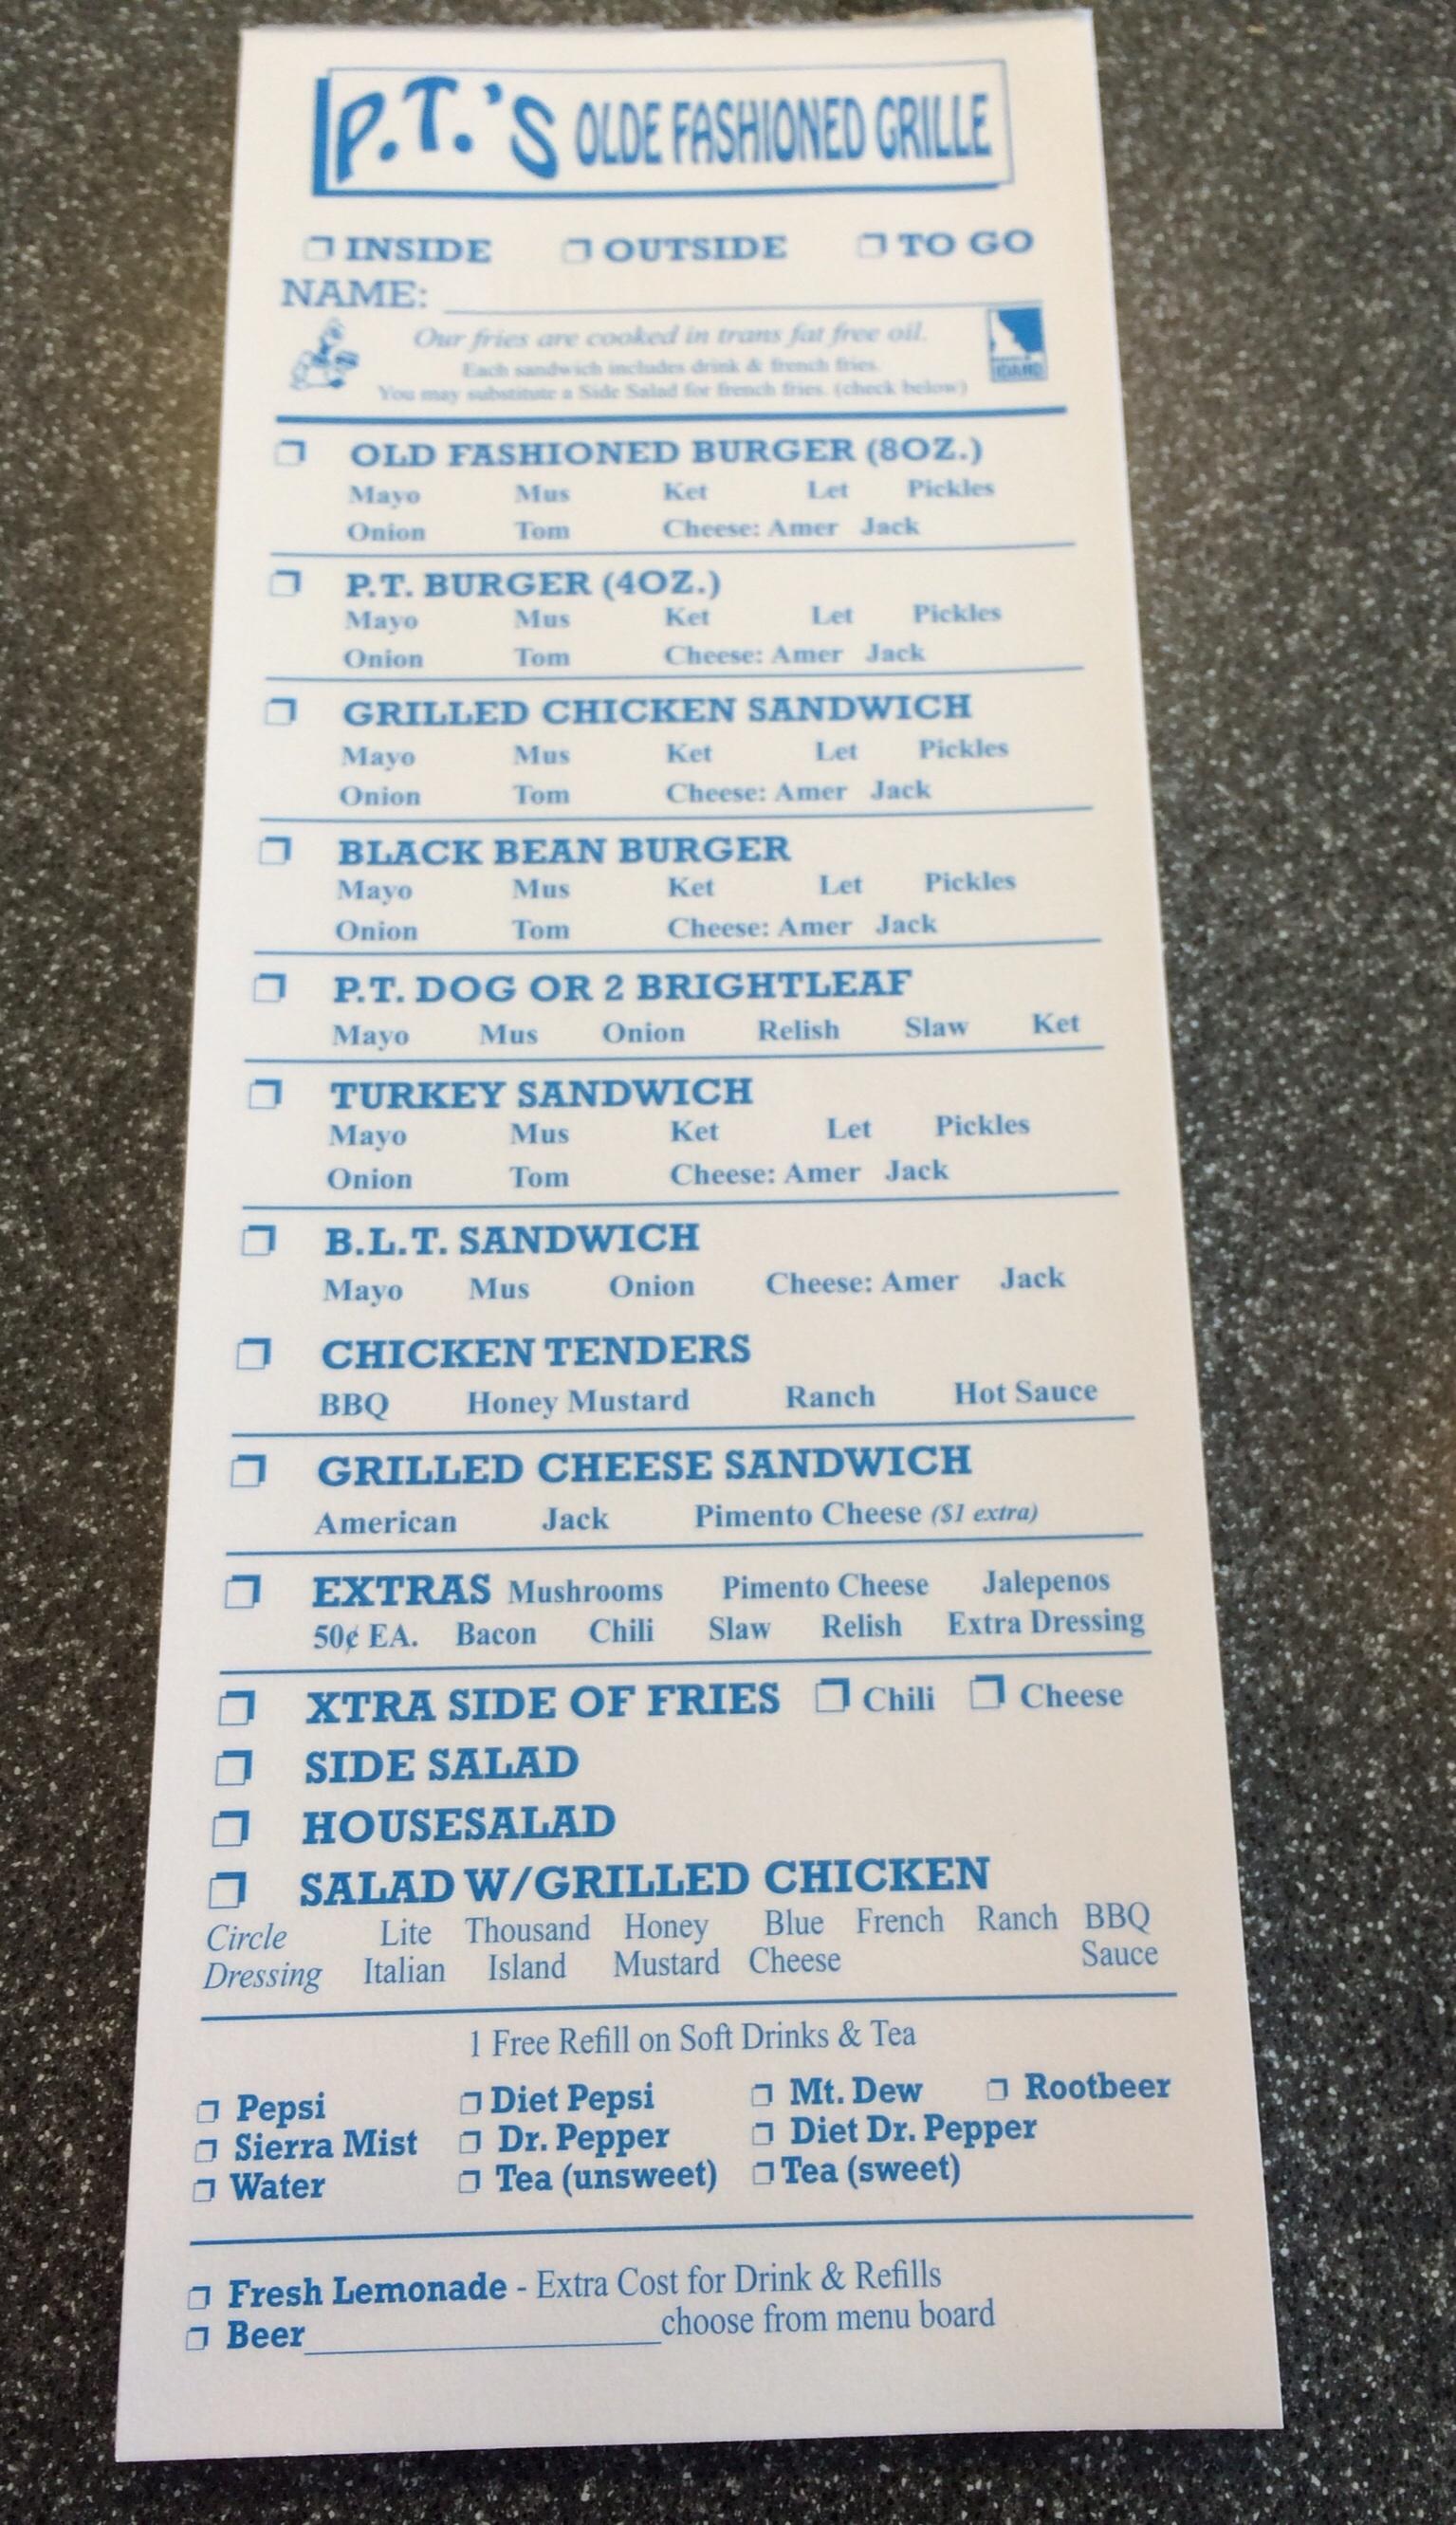 P.T.'S OLDE FASHIONED GRILLE
INSIDE OUTSIDE TO GO
NAME:
Our fries are cooked in trans fat free oil.
Each sandwich includes drink & french fries.
You may substitute a Side Salad for french fries. (check below)
IDAHO
OLD FASHIONED BURGER (8OZ.)
Mayo Mus Ket Let Pickles
Onion Tom Cheese: Amer Jack
P.T. BURGER (4OZ.)
Mayo Mus Ket Let Pickles
Onion Tom Cheese: Amer Jack
GRILLED CHICKEN SANDWICH
Mayo Mus Ket Let Pickles
Onion Tom Cheese: Amer Jack
BLACK BEAN BURGER
Mayo Mus Ket Let Pickles
Onion Tom Cheese: Amer Jack
P.T. DOG OR 2 BRIGHTLEAF
Mayo Mus Onion Relish Slaw Ket
TURKEY SANDWICH
Mayo Mus Ket Let Pickles
Onion Tom Cheese: Amer Jack
B.L.T. SANDWICH
Mayo Mus Onion Cheese: Amer Jack
CHICKEN TENDERS
BBQ Honey Mustard Ranch Hot Sauce
GRILLED CHEESE SANDWICH
American Jack Pimento Cheese ($1 extra)
EXTRAS Mushrooms Pimento Cheese Jalepenos
50¢ EA. Bacon Chili Slaw Relish Extra Dressing
XTRA SIDE OF FRIES Chili Cheese
SIDE SALAD
HOUSESALAD
SALAD W/GRILLED CHICKEN
Circle Lite Thousand Honey Blue French Ranch BBQ
Dressing Italian Island Mustard Cheese Sauce
1 Free Refill on Soft Drinks & Tea
Pepsi Diet Pepsi Mt. Dew Rootbeer
Sierra Mist Dr. Pepper Diet Dr. Pepper
Water Tea (unsweet) Tea (sweet)
Fresh Lemonade - Extra Cost for Drink & Refills
Beer choose from menu board